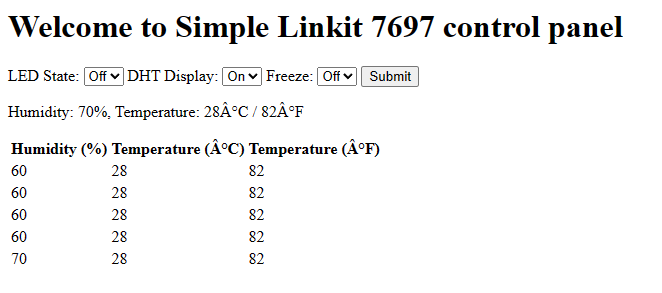 Welcome to Simple Linkit 7697 control panel
LED State: Off DHT Display: On Freeze: Off Submit
Humidity: 70%, Temperature: 28Â°C / 82Â°F
Humidity (%) Temperature (Â°C) Temperature (Â°F)
60 28 82
60 28 82
60 28 82
60 28 82
70 28 82